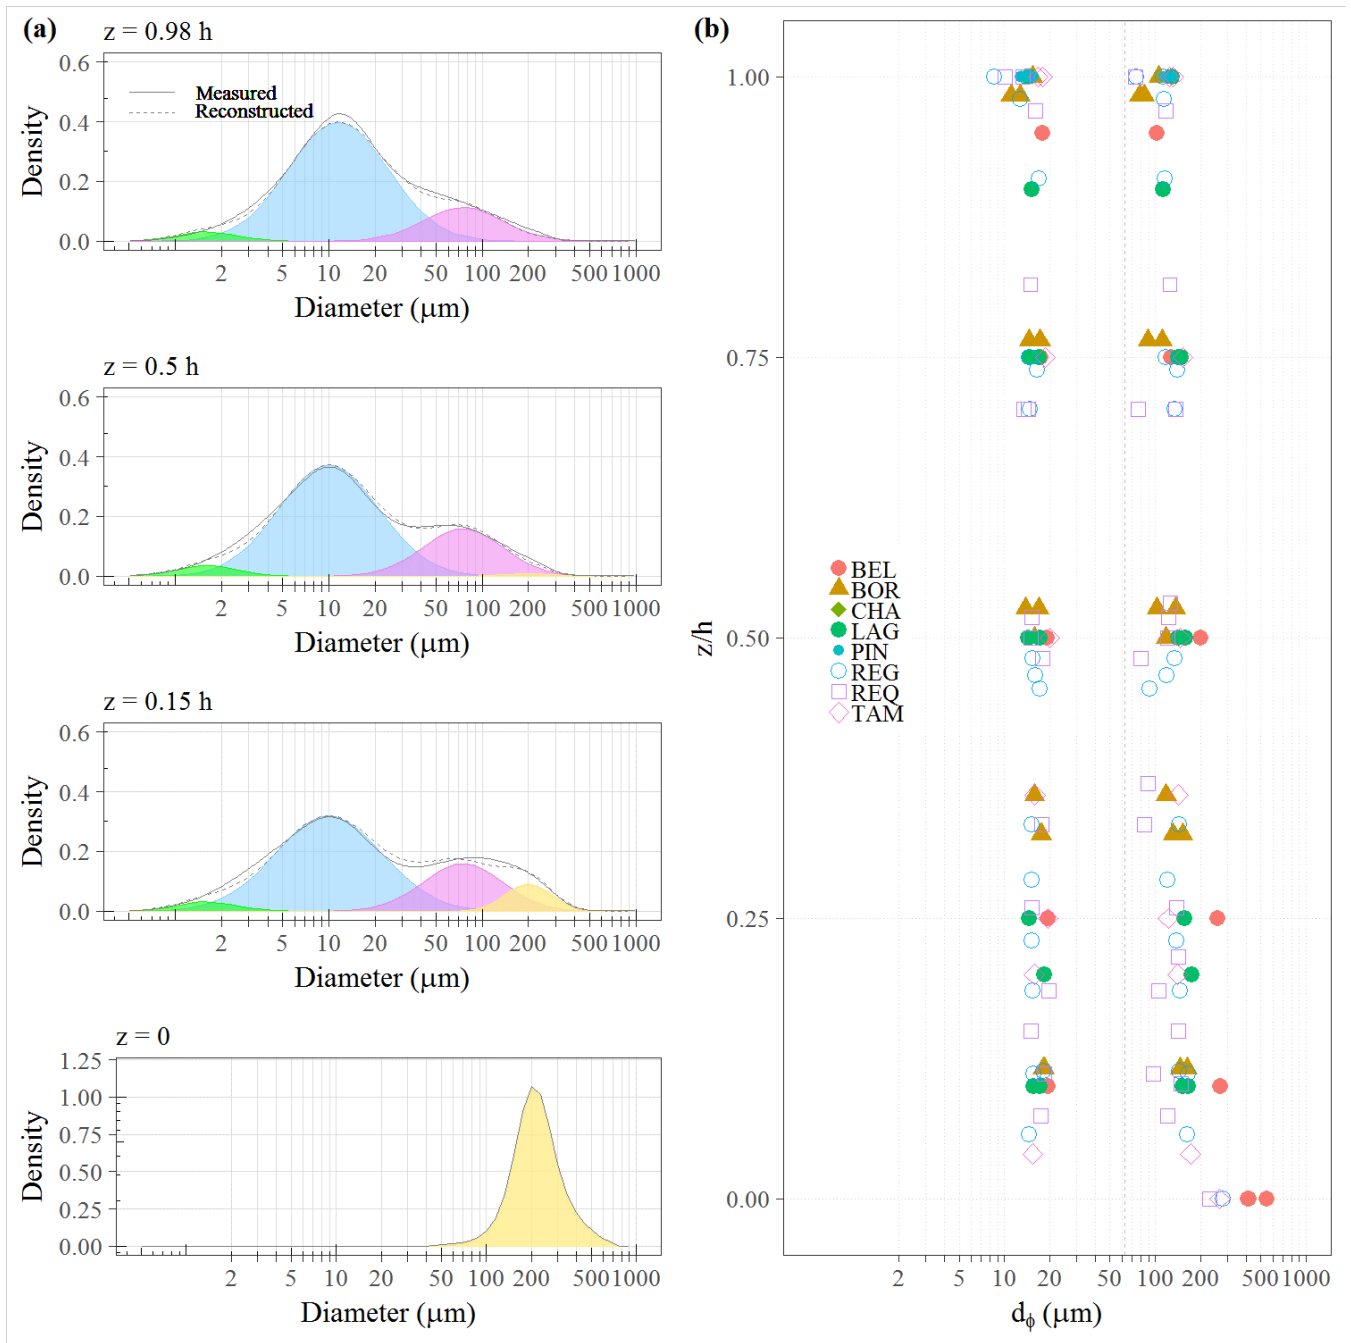 (a)
z = 0.98 h
0.6
0.4
0.2
0.0
Density
Measured
Reconstructed
2 5 10 20 50 100 200 500 1000
Diameter (μm)
z = 0.5 h
0.6
0.4
0.2
0.0
Density
2 5 10 20 50 100 200 500 1000
Diameter (μm)
z = 0.15 h
0.6
0.4
0.2
0.0
Density
2 5 10 20 50 100 200 500 1000
Diameter (μm)
z = 0
1.25
1.00
0.75
0.50
0.25
0.00
Density
2 5 10 20 50 100 200 500 1000
Diameter (μm)
(b)
1.00
0.75
0.50
0.25
0.00
z/h
BEL
BOR
CHA
LAG
PIN
REG
REQ
TAM
2 5 10 20 50 100 200 500 1000
dϕ (μm)